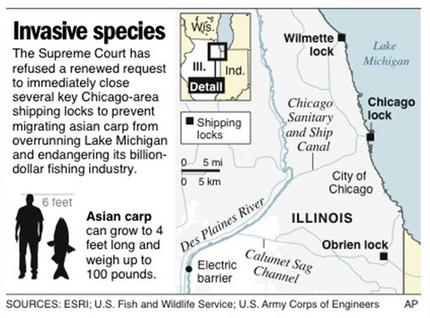 Invasive species
The Supreme Court has
refused a renewed request
to immediately close
several key Chicago-area
shipping locks to prevent
migrating asian carp from
overrunning Lake Michigan
and endangering its billion-
dollar fishing industry.
6 feet
Asian carp
can grow to 4
feet long and
weigh up to
100 pounds.
Wis.
Ill.
Ind.
Detail
Shipping
locks
0 5 mi
0 5 km
Wilmette
lock
Lake
Michigan
Chicago
lock
Chicago
Sanitary
and Ship
Canal
City of
Chicago
ILLINOIS
Des Plaines River
Obrien lock
Calumet Sag
Channel
Electric
barrier
SOURCES: ESRI; U.S. Fish and Wildlife Service; U.S. Army Corps of Engineers
AP